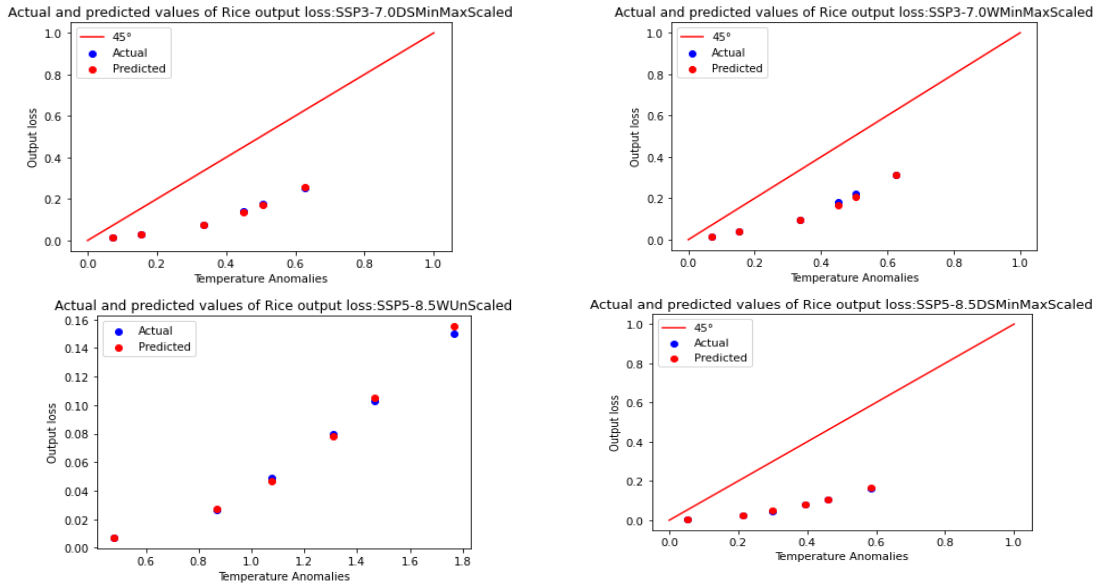 Actual and predicted values of Rice output loss:SSP3-7.0DSMinMaxScaled
1.0
0.8
0.6
0.4
0.2
0.0
Output loss
45°
Actual
Predicted
0.0 0.2 0.4 0.6 0.8 1.0
Temperature Anomalies
Actual and predicted values of Rice output loss:SSP3-7.0WMinMaxScaled
1.0
0.8
0.6
0.4
0.2
0.0
Output loss
45°
Actual
Predicted
0.0 0.2 0.4 0.6 0.8 1.0
Temperature Anomalies
Actual and predicted values of Rice output loss:SSP5-8.5WUnScaled
0.16
0.14
0.12
0.10
0.08
0.06
0.04
0.02
0.00
Output loss
Actual
Predicted
0.6 0.8 1.0 1.2 1.4 1.6 1.8
Temperature Anomalies
Actual and predicted values of Rice output loss:SSP5-8.5DSMinMaxScaled
1.0
0.8
0.6
0.4
0.2
0.0
Output loss
45°
Actual
Predicted
0.0 0.2 0.4 0.6 0.8 1.0
Temperature Anomalies